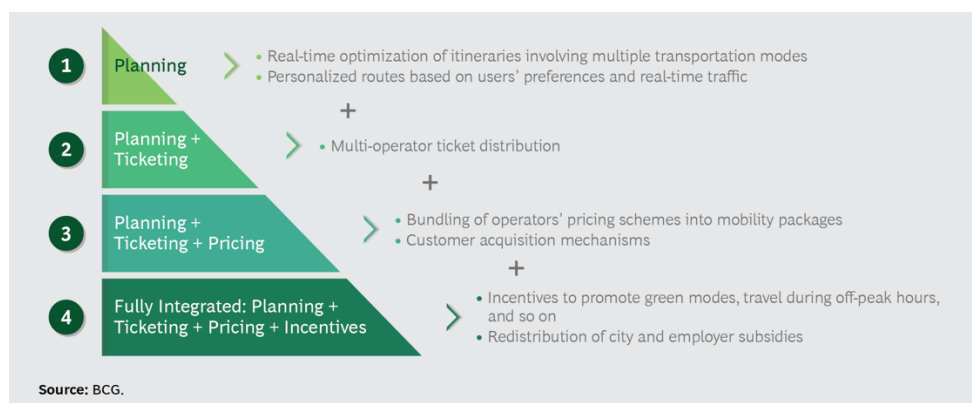 1
Planning
• Real-time optimization of itineraries involving multiple transportation modes
• Personalized routes based on users’ preferences and real-time traffic
+
2
Planning +
Ticketing
• Multi-operator ticket distribution
+
3
Planning +
Ticketing + Pricing
• Bundling of operators’ pricing schemes into mobility packages
• Customer acquisition mechanisms
+
4
Fully Integrated: Planning +
Ticketing + Pricing + Incentives
• Incentives to promote green modes, travel during off-peak hours,
and so on
• Redistribution of city and employer subsidies
Source: BCG.